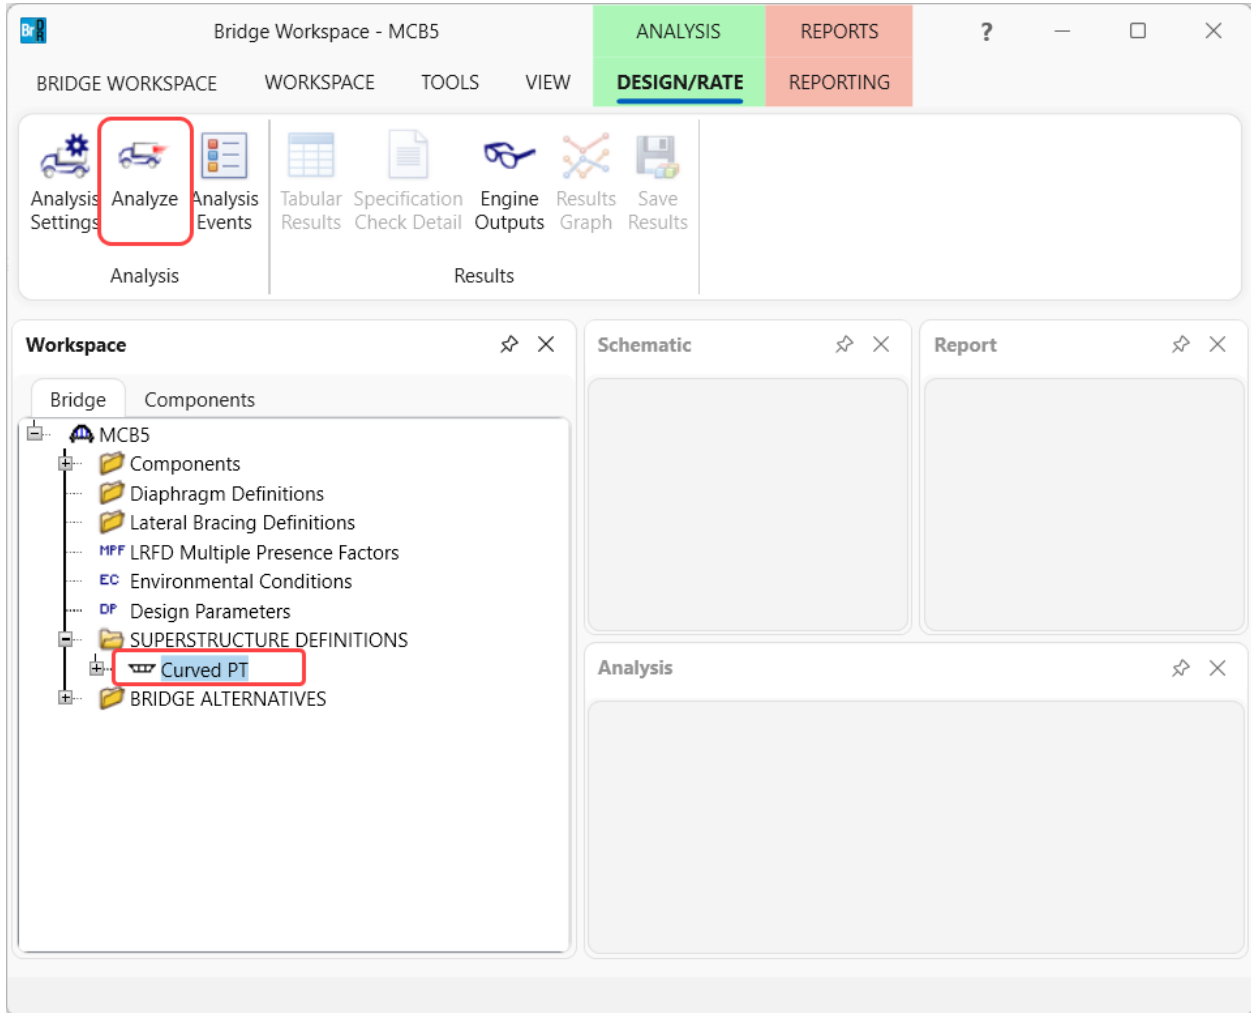 Br DR Bridge Workspace - MCB5 ANALYSIS REPORTS ?
BRIDGE WORKSPACE WORKSPACE TOOLS VIEW DESIGN/RATE REPORTING
Analysis Analyze Analysis Tabular Specification Engine Results Save
Settings Events Results Check Detail Outputs Graph Results
Analysis Results
Workspace Schematic Report
Bridge Components
MCB5
Components
Diaphragm Definitions
Lateral Bracing Definitions
MPF LRFD Multiple Presence Factors
EC Environmental Conditions
DP Design Parameters
SUPERSTRUCTURE DEFINITIONS
Curved PT
Analysis
BRIDGE ALTERNATIVES